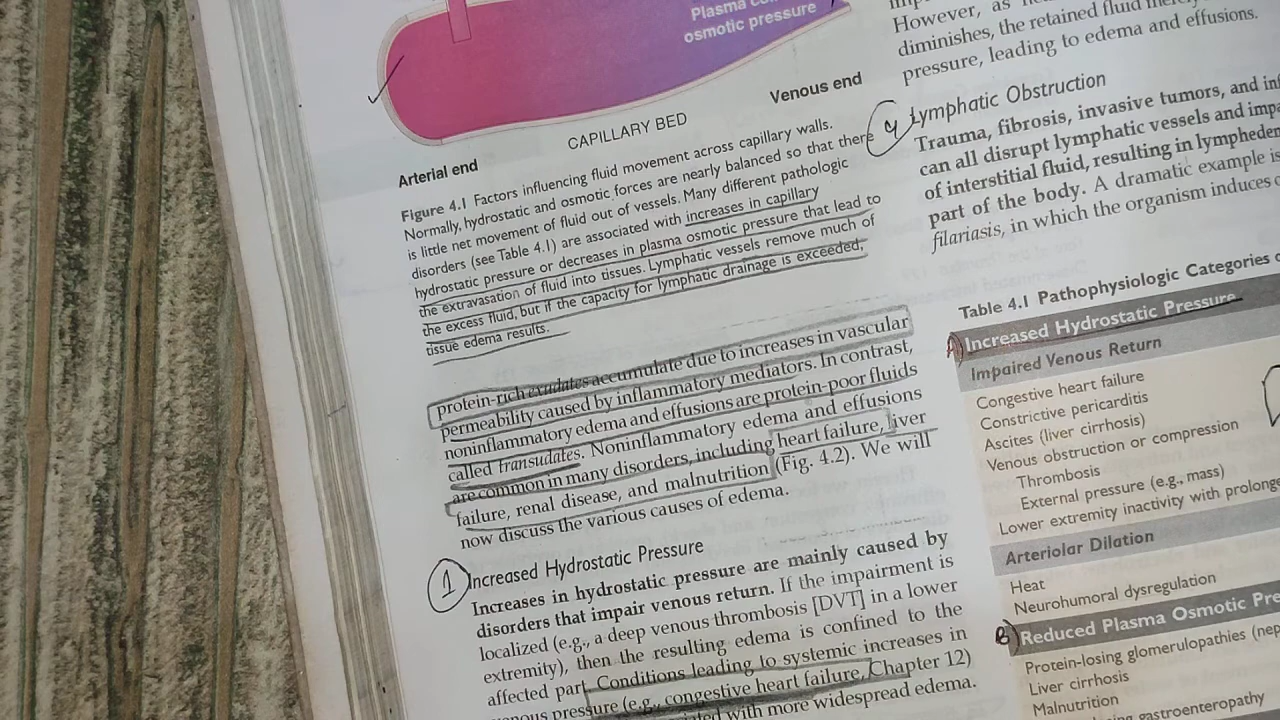 Plasma
osmotic pressure
Venous end
CAPILLARY BED
Arterial end
Figure 4.1 Factors influencing fluid movement across capillary walls.
Normally, hydrostatic and osmotic forces are nearly balanced so that there
is little net movement of fluid out of vessels. Many different pathologic
disorders (see Table 4.1) are associated with increases in capillary
hydrostatic pressure or decreases in plasma osmotic pressure that lead to
the extravasation of fluid into tissues. Lymphatic vessels remove much of
the excess fluid, but if the capacity for lymphatic drainage is exceeded,
tissue edema results.
protein-rich exudates accumulate due to increases in vascular
permeability caused by inflammatory mediators. In contrast,
noninflammatory edema and effusions are protein-poor fluids
called transudates. Noninflammatory edema and effusions
are common in many disorders, including heart failure, liver
failure, renal disease, and malnutrition (Fig. 4.2). We will
now discuss the various causes of edema.
1 Increased Hydrostatic Pressure
Increases in hydrostatic pressure are mainly caused by
disorders that impair venous return. If the impairment is
localized (e.g., a deep venous thrombosis [DVT] in a lower
extremity), then the resulting edema is confined to the
affected part. Conditions leading to systemic increases in
pressure (e.g., congestive heart failure, Chapter 12)
with more widespread edema.
However, as
diminishes, the retained fluid
pressure, leading to edema and effusions.
4 Lymphatic Obstruction
Trauma, fibrosis, invasive tumors, and
can all disrupt lymphatic vessels and
of interstitial fluid, resulting in
part of the body. A dramatic example is
filariasis, in which the organism induces
Table 4.1 Pathophysiologic Categories
A) Increased Hydrostatic Pressure
Impaired Venous Return
Congestive heart failure
Constrictive pericarditis
Ascites (liver cirrhosis)
Venous obstruction or compression
Thrombosis
External pressure (e.g., mass)
Lower extremity inactivity with
Arteriolar Dilation
Heat
Neurohumoral dysregulation
B) Reduced Plasma Osmotic
Protein-losing glomerulopathies
Liver cirrhosis
Malnutrition
gastroenteropathy